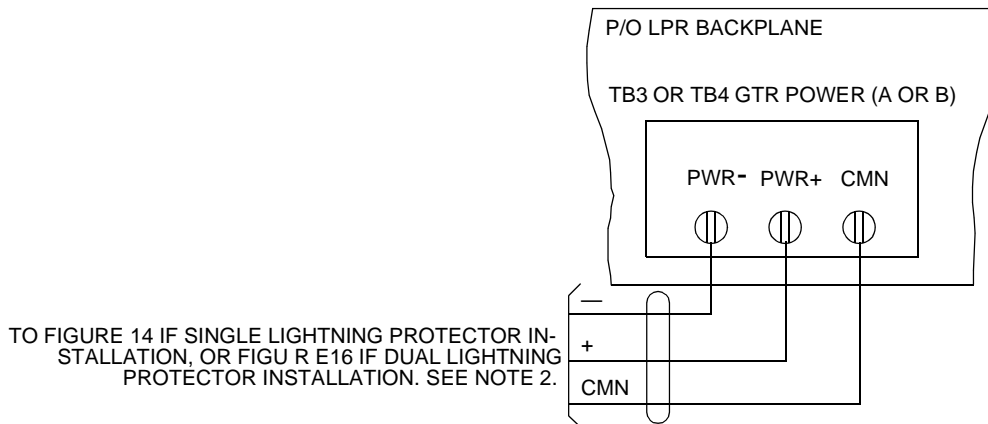 P/O LPR BACKPLANE
TB3 OR TB4 GTR POWER (A OR B)
PWR- PWR+ CMN
—
TO FIGURE 14 IF SINGLE LIGHTNING PROTECTOR IN-
STALLATION, OR FIGU R E16 IF DUAL LIGHTNING
PROTECTOR INSTALLATION. SEE NOTE 2.
+
CMN